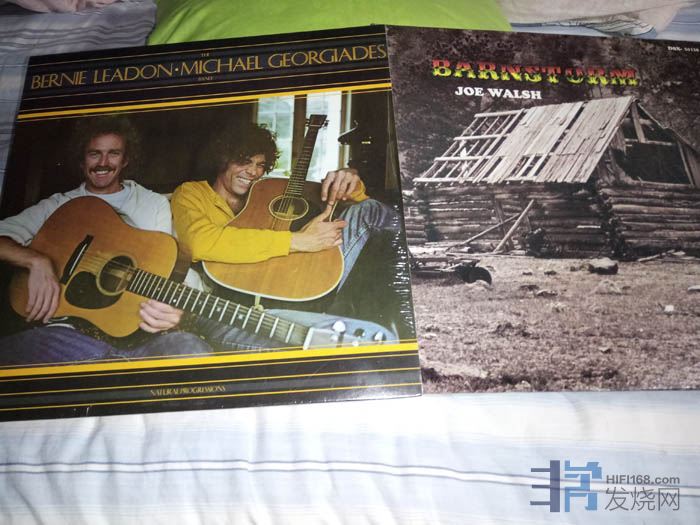 THE
BERNIE LEADON • MICHAEL GEORGIADES
BAND
NATURAL PROGRESSIONS
BARNSTORM
JOE WALSH
HIFI168.com
发烧网